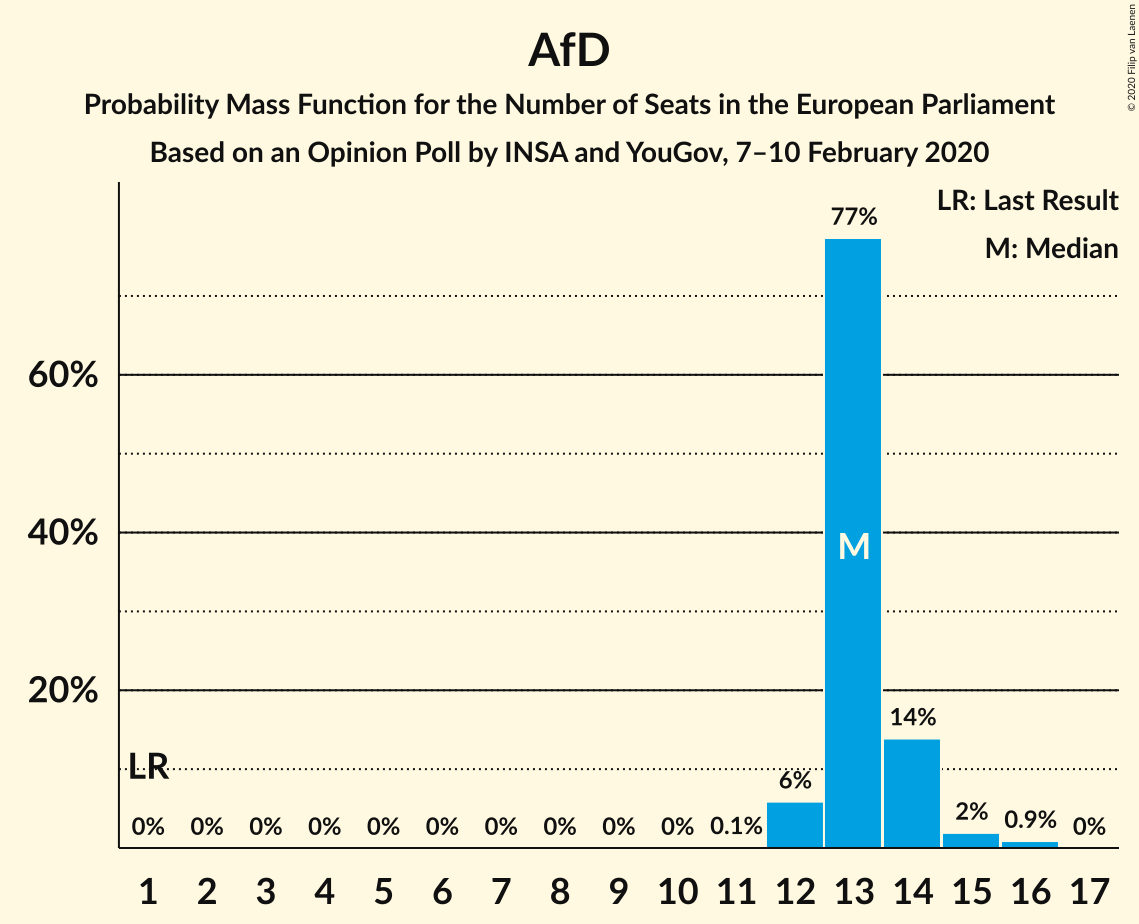 AfD
Probability Mass Function for the Number of Seats in the European Parliament
Based on an Opinion Poll by INSA and YouGov, 7–10 February 2020
© 2020 Filip van Laenen
LR: Last Result
M: Median
77%
60%
40%
M
20%
14%
LR
6%
0% 0% 0% 0% 0% 0% 0% 0% 0% 0% 0.1% 2% 0.9% 0%
1 2 3 4 5 6 7 8 9 10 11 12 13 14 15 16 17